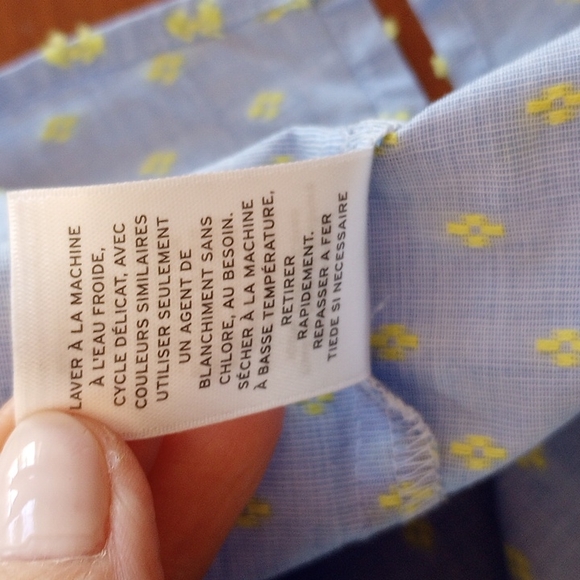 LAVER À LA MACHINE
À L'EAU FROIDE,
CYCLE DÉLICAT, AVEC
COULEURS SIMILAIRES
UTILISER SEULEMENT
UN AGENT DE
BLANCHIMENT SANS
CHLORE, AU BESOIN.
SÉCHER À LA MACHINE
À BASSE TEMPÉRATURE,
RETIRER
RAPIDEMENT.
REPASSER A FER
TIEDE SI NECESSAIRE